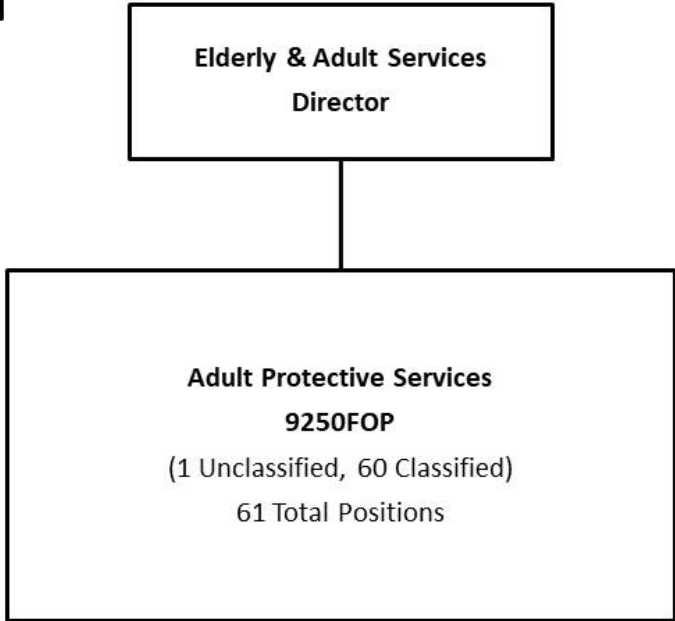 Elderly & Adult Services
Director
Adult Protective Services
9250FOP
(1 Unclassified, 60 Classified)
61 Total Positions